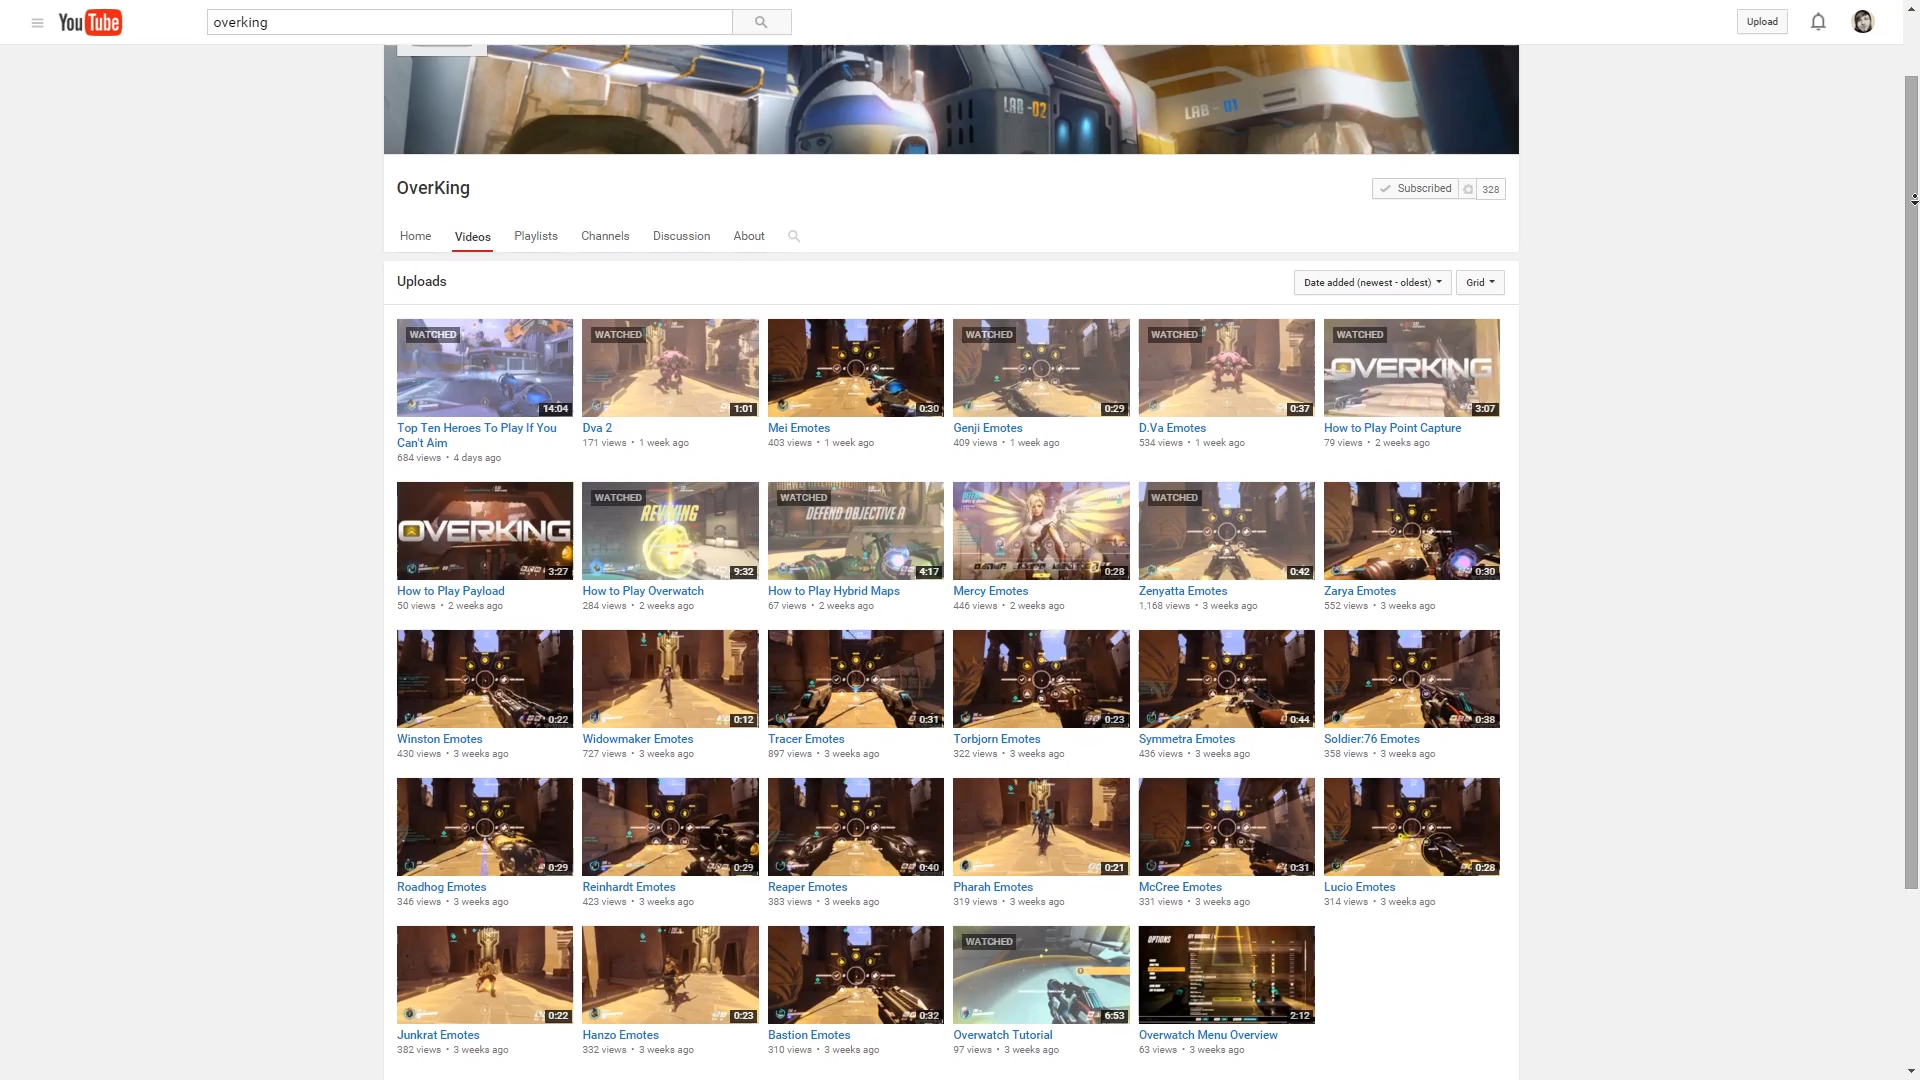 YouTube
overking
Upload
LAB -02
LAB - 01
OverKing
Subscribed
328
Home
Videos
Playlists
Channels
Discussion
About
Uploads
Date added (newest - oldest)
Grid
WATCHED
14:04
Top Ten Heroes To Play If You
Can't Aim
684 views • 4 days ago
WATCHED
1:01
Dva 2
171 views • 1 week ago
0:30
Mei Emotes
403 views • 1 week ago
WATCHED
0:29
Genji Emotes
409 views • 1 week ago
WATCHED
0:37
D.Va Emotes
534 views • 1 week ago
WATCHED
OVERKING
3:07
How to Play Point Capture
79 views • 2 weeks ago
OVERKING
3:27
How to Play Payload
50 views • 2 weeks ago
WATCHED
REVIVING
9:32
How to Play Overwatch
284 views • 2 weeks ago
WATCHED
DEFEND OBJECTIVE A
4:17
How to Play Hybrid Maps
67 views • 2 weeks ago
0:28
Mercy Emotes
446 views • 2 weeks ago
WATCHED
0:42
Zenyatta Emotes
1,168 views • 3 weeks ago
0:30
Zarya Emotes
552 views • 3 weeks ago
0:22
Winston Emotes
430 views • 3 weeks ago
0:12
Widowmaker Emotes
727 views • 3 weeks ago
0:31
Tracer Emotes
897 views • 3 weeks ago
0:23
Torbjorn Emotes
322 views • 3 weeks ago
0:44
Symmetra Emotes
436 views • 3 weeks ago
0:38
Soldier:76 Emotes
358 views • 3 weeks ago
0:29
Roadhog Emotes
346 views • 3 weeks ago
0:29
Reinhardt Emotes
423 views • 3 weeks ago
0:40
Reaper Emotes
383 views • 3 weeks ago
0:21
Pharah Emotes
319 views • 3 weeks ago
0:31
McCree Emotes
331 views • 3 weeks ago
0:28
Lucio Emotes
314 views • 3 weeks ago
0:22
Junkrat Emotes
382 views • 3 weeks ago
0:23
Hanzo Emotes
332 views • 3 weeks ago
0:32
Bastion Emotes
310 views • 3 weeks ago
WATCHED
6:53
Overwatch Tutorial
97 views • 3 weeks ago
OPTIONS
2:12
Overwatch Menu Overview
63 views • 3 weeks ago